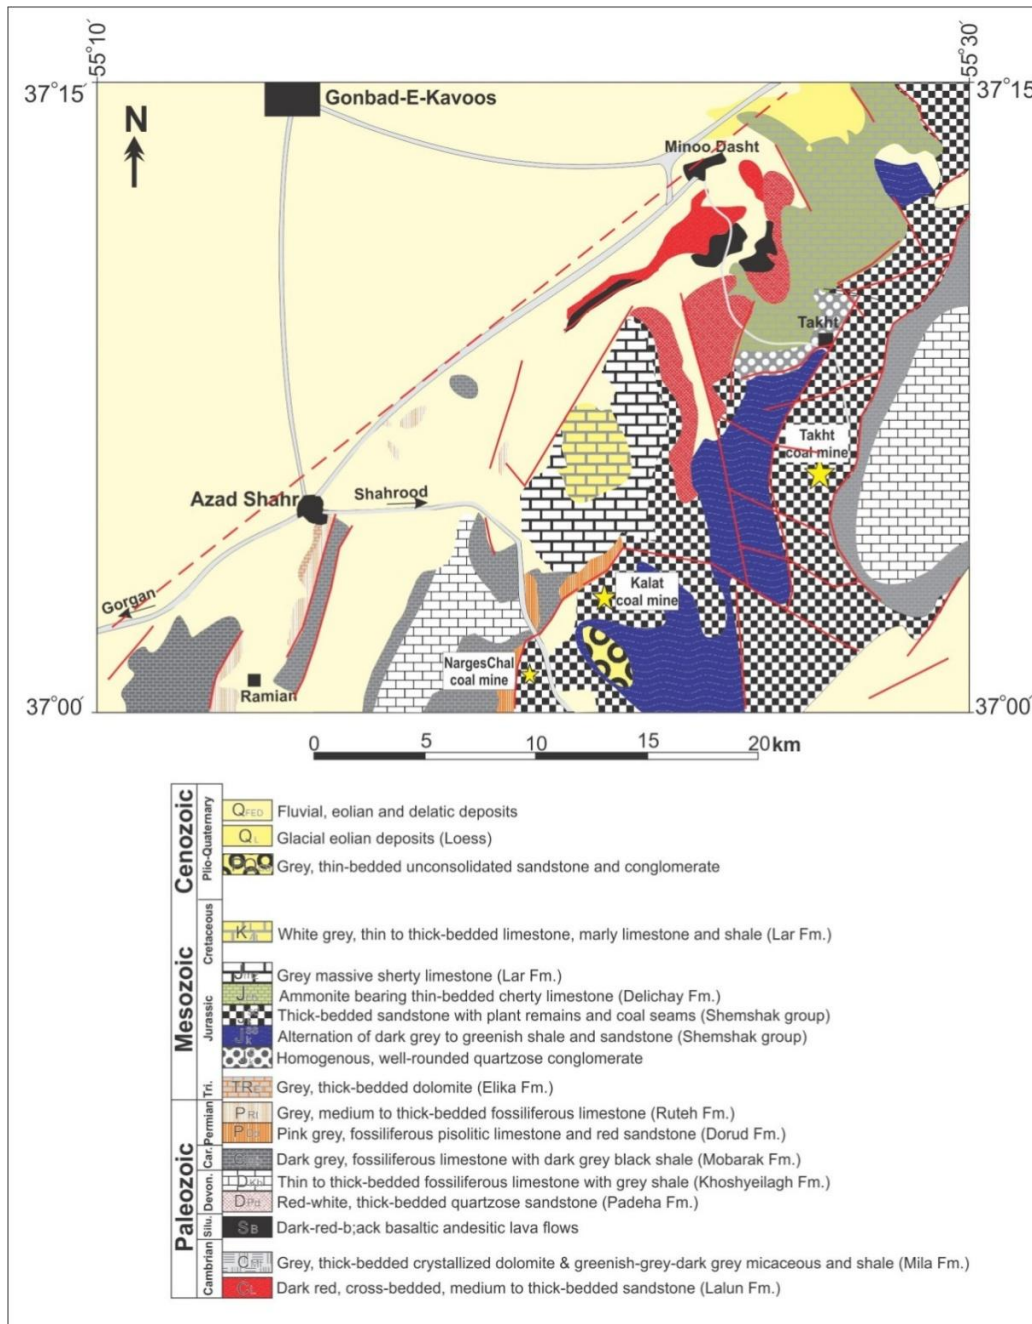 55°10′
55°30′
37°15′
37°15′
Gonbad-E-Kavoos
N
Minoo Dasht
Takht
Takht
coal mine
Azad Shahr
Shahrood
Gorgan
Kalat
coal mine
NargesChal
coal mine
Ramian
37°00′
37°00′
0 5 10 15 20 km
Cenozoic
Plio-Quaternary
QFED Fluvial, eolian and delatic deposits
QL Glacial eolian deposits (Loess)
Grey, thin-bedded unconsolidated sandstone and conglomerate
Mesozoic
Cretaceous
K White grey, thin to thick-bedded limestone, marly limestone and shale (Lar Fm.)
Jurassic
Grey massive sherty limestone (Lar Fm.)
J Ammonite bearing thin-bedded cherty limestone (Delichay Fm.)
Thick-bedded sandstone with plant remains and coal seams (Shemshak group)
Alternation of dark grey to greenish shale and sandstone (Shemshak group)
Homogenous, well-rounded quartzose conglomerate
Tri.
TRE Grey, thick-bedded dolomite (Elika Fm.)
Paleozoic
Permian
PRl Grey, medium to thick-bedded fossiliferous limestone (Ruteh Fm.)
P Pink grey, fossiliferous pisolitic limestone and red sandstone (Dorud Fm.)
Car.
Dark grey, fossiliferous limestone with dark grey black shale (Mobarak Fm.)
Devon.
DKh Thin to thick-bedded fossiliferous limestone with grey shale (Khoshyeilagh Fm.)
DPd Red-white, thick-bedded quartzose sandstone (Padeha Fm.)
Silu.
SB Dark-red-b;ack basaltic andesitic lava flows
Cambrian
Grey, thick-bedded crystallized dolomite & greenish-grey-dark grey micaceous and shale (Mila Fm.)
CL Dark red, cross-bedded, medium to thick-bedded sandstone (Lalun Fm.)